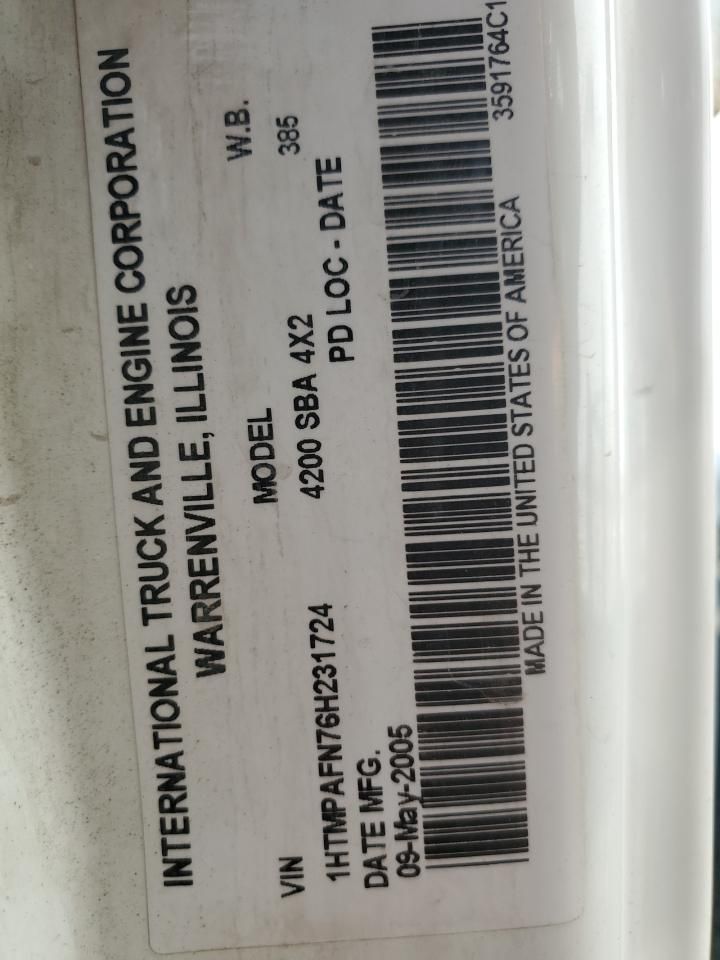 INTERNATIONAL TRUCK AND ENGINE CORPORATION
WARRENVILLE, ILLINOIS
VIN MODEL W.B.
1HTMPAFN76H231724 4200 SBA 4X2 385
DATE MFG. PD LOC - DATE
09-May-2005
MADE IN THE UNITED STATES OF AMERICA 3591764C1